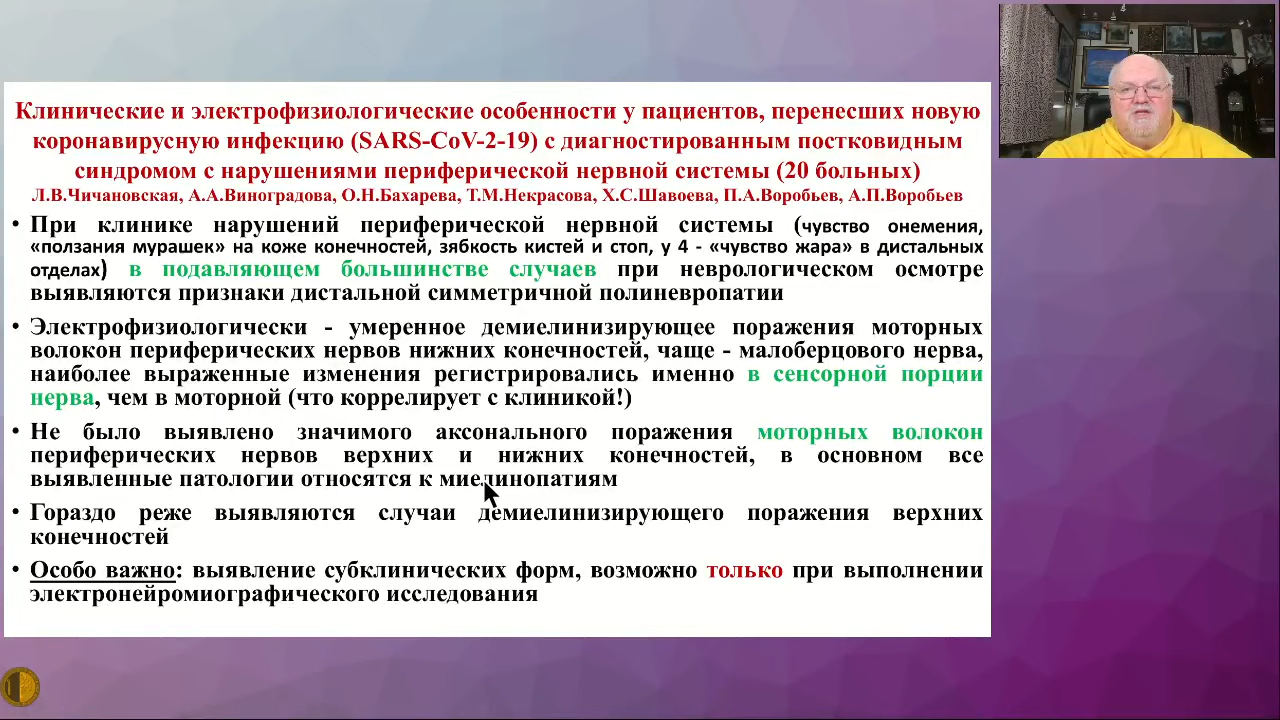 Клинические и электрофизиологические особенности у пациентов, перенесших новую
коронавирусную инфекцию (SARS-CoV-2-19) с диагностированным постковидным
синдромом с нарушениями периферической нервной системы (20 больных)
Л.В.Чичановская, А.А.Виноградова, О.Н.Бахарева, Т.М.Некрасова, Х.С.Шавоева, П.А.Воробьев, А.П.Воробьев
• При клинике нарушений периферической нервной системы (чувство онемения,
«ползания мурашек» на коже конечностей, зябкость кистей и стоп, у 4 - «чувство жара» в дистальных
отделах) в подавляющем большинстве случаев при неврологическом осмотре
выявляются признаки дистальной симметричной полиневропатии
• Электрофизиологически - умеренное демиелинизирующее поражения моторных
волокон периферических нервов нижних конечностей, чаще - малоберцового нерва,
наиболее выраженные изменения регистрировались именно в сенсорной порции
нерва, чем в моторной (что коррелирует с клиникой!)
• Не было выявлено значимого аксонального поражения моторных волокон
периферических нервов верхних и нижних конечностей, в основном все
выявленные патологии относятся к миелинопатиям
• Гораздо реже выявляются случаи демиелинизирующего поражения верхних
конечностей
• Особо важно: выявление субклинических форм, возможно только при выполнении
электронейромиографического исследования